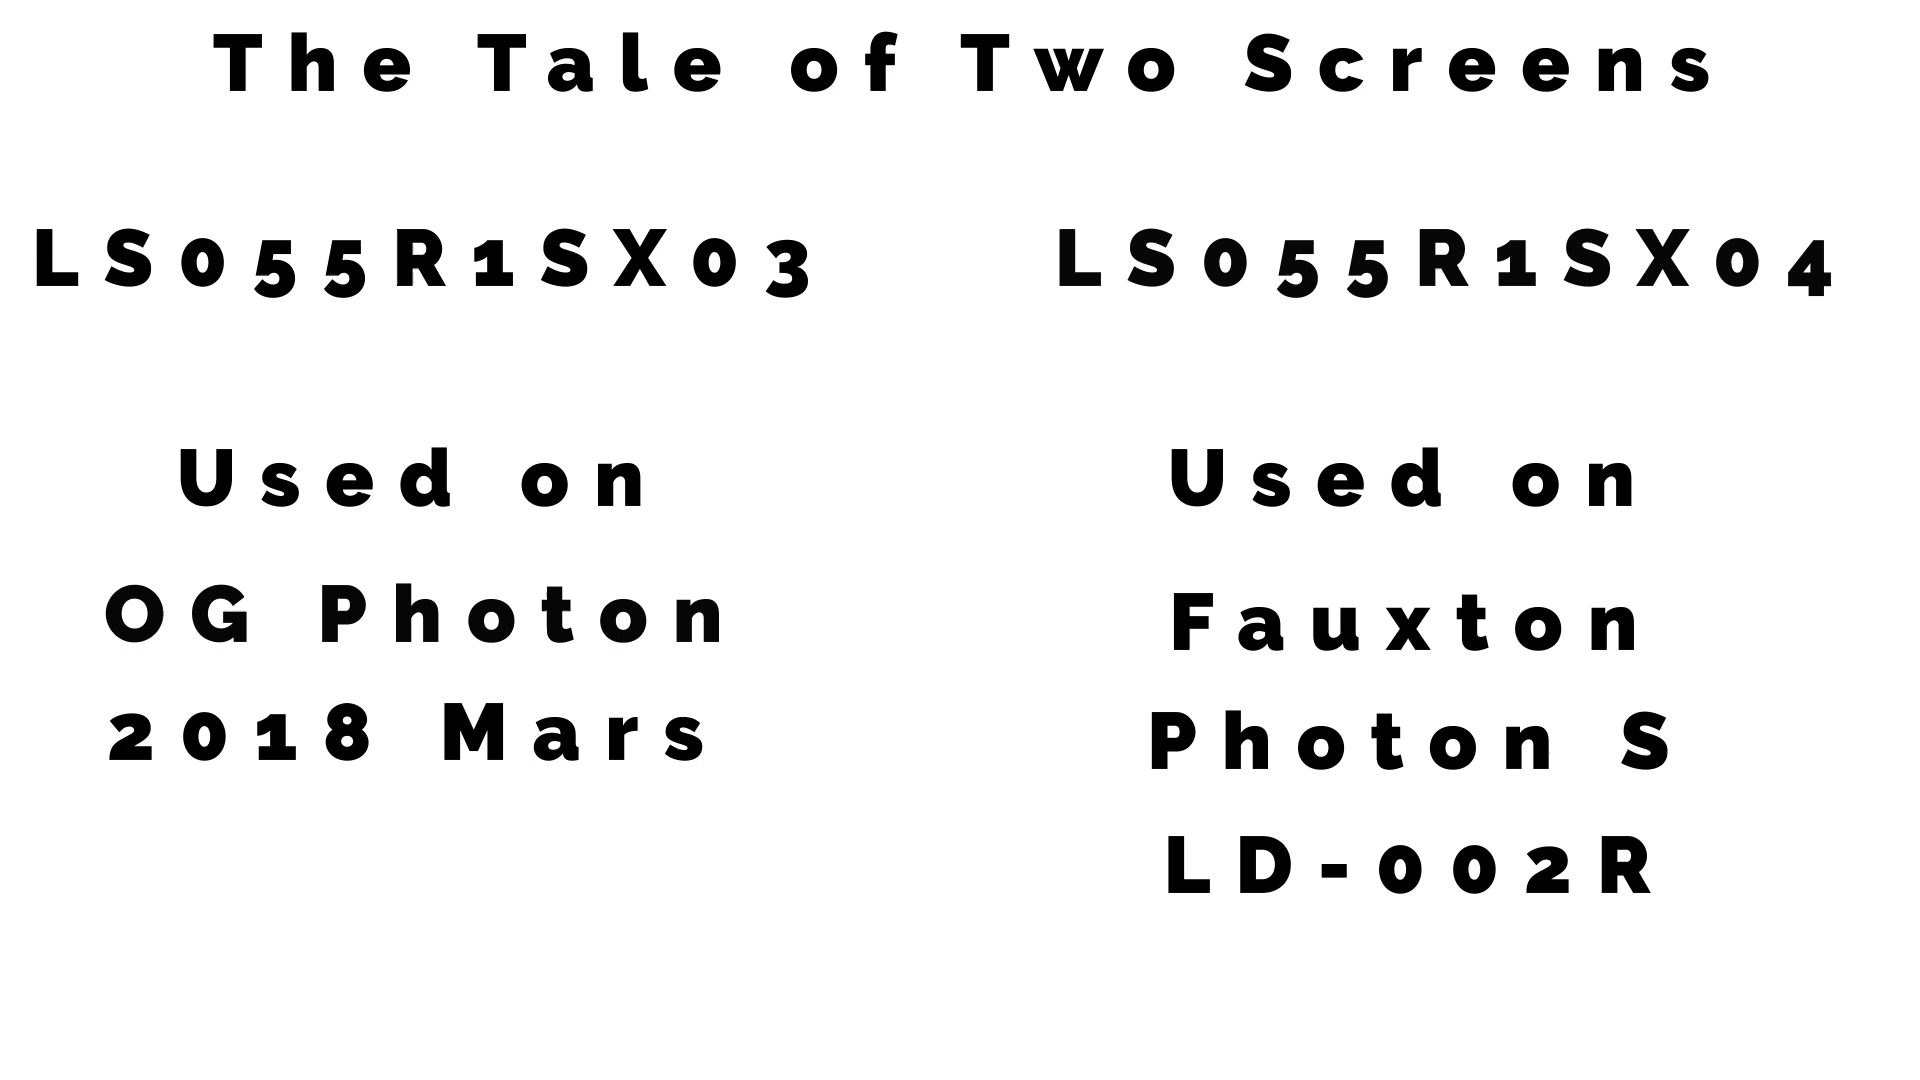 The Tale of Two Screens
LS055R1SX03
LS055R1SX04
Used on
OG Photon
2018 Mars
Used on
Fauxton
Photon S
LD-002R